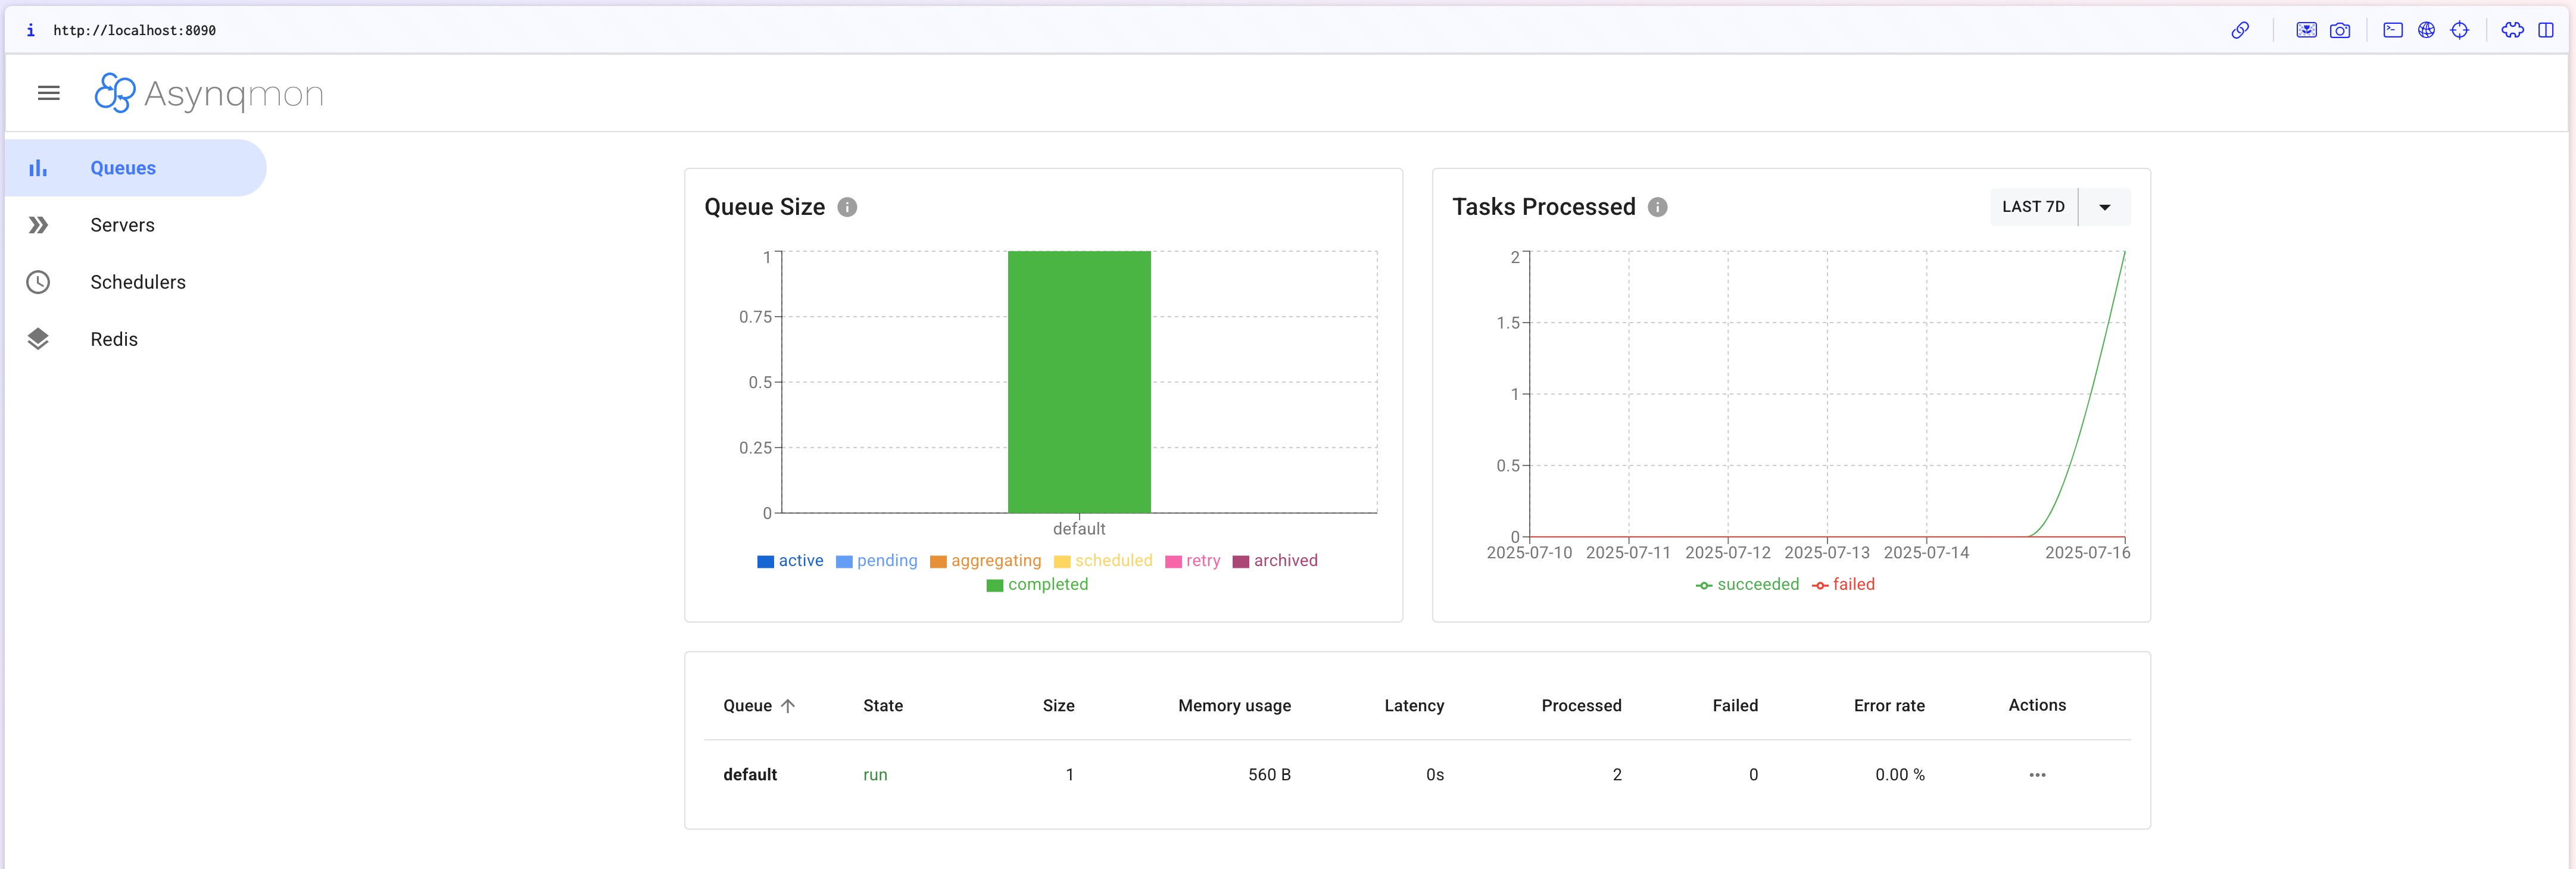 http://localhost:8090
Asynqmon
Queues
Servers
Schedulers
Redis
Queue Size
1
0.75
0.5
0.25
0
default
active pending aggregating scheduled retry archived
completed
Tasks Processed
LAST 7D
2
1.5
1
0.5
0
2025-07-10 2025-07-11 2025-07-12 2025-07-13 2025-07-14 2025-07-16
succeeded failed
Queue State Size Memory usage Latency Processed Failed Error rate Actions
default run 1 560 B 0s 2 0 0.00 %